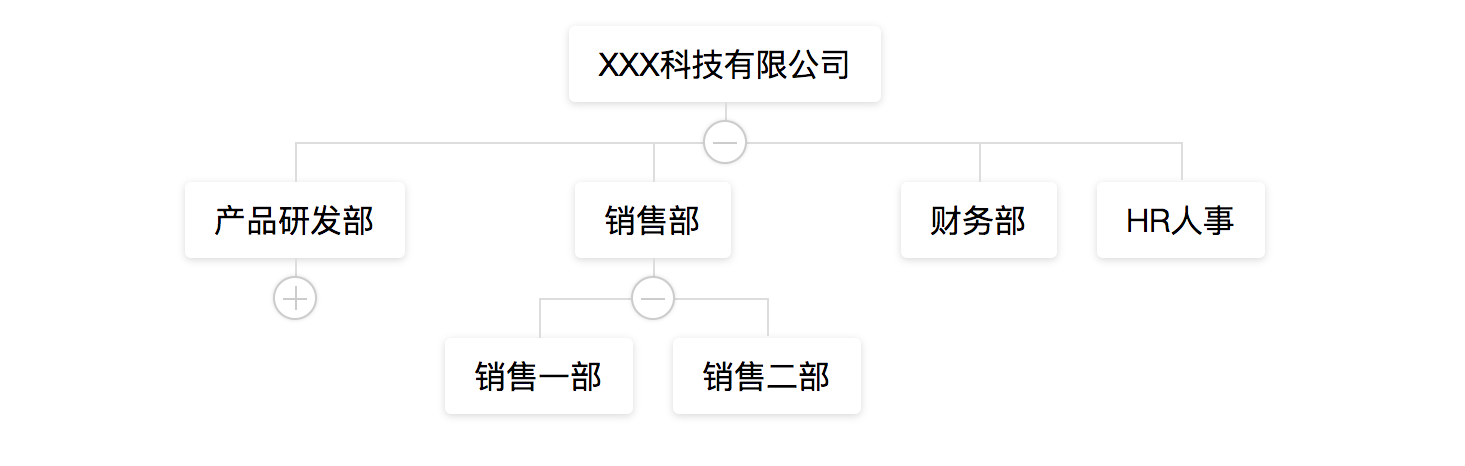 XXX科技有限公司
产品研发部
销售部
财务部
HR人事
销售一部
销售二部